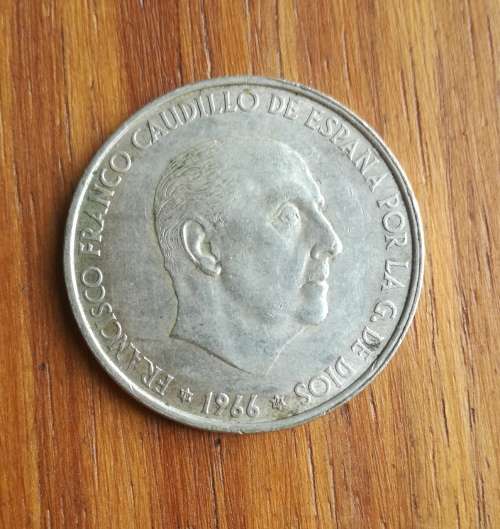 FRANCISCO FRANCO CAUDILLO DE ESPAÑA POR LA G. DE DIOS
* 1966 *